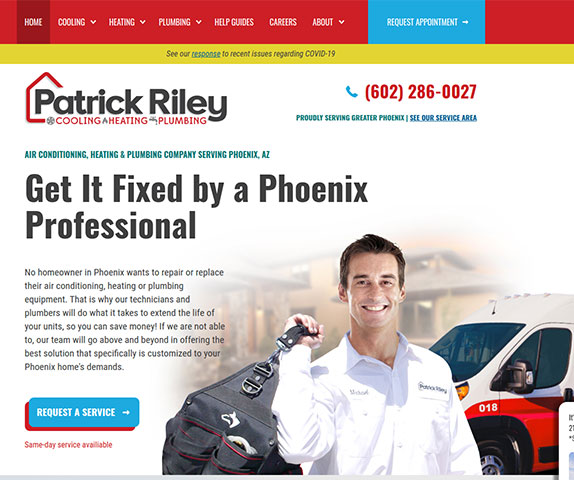 HOME COOLING HEATING PLUMBING HELP GUIDES CAREERS ABOUT REQUEST APPOINTMENT →
See our response to recent issues regarding COVID-19
Patrick Riley
COOLING HEATING PLUMBING
(602) 286-0027
PROUDLY SERVING GREATER PHOENIX | SEE OUR SERVICE AREA
AIR CONDITIONING, HEATING & PLUMBING COMPANY SERVING PHOENIX, AZ
Get It Fixed by a Phoenix
Professional
No homeowner in Phoenix wants to repair or replace
their air conditioning, heating or plumbing
equipment. That is why our technicians and
plumbers will do what it takes to extend the life of
your units, so you can save money! If we are not able
to, our team will go above and beyond in offering the
best solution that specifically is customized to your
Phoenix home's demands.
Michael
Patrick Riley
018
REQUEST A SERVICE →
Same-day service available